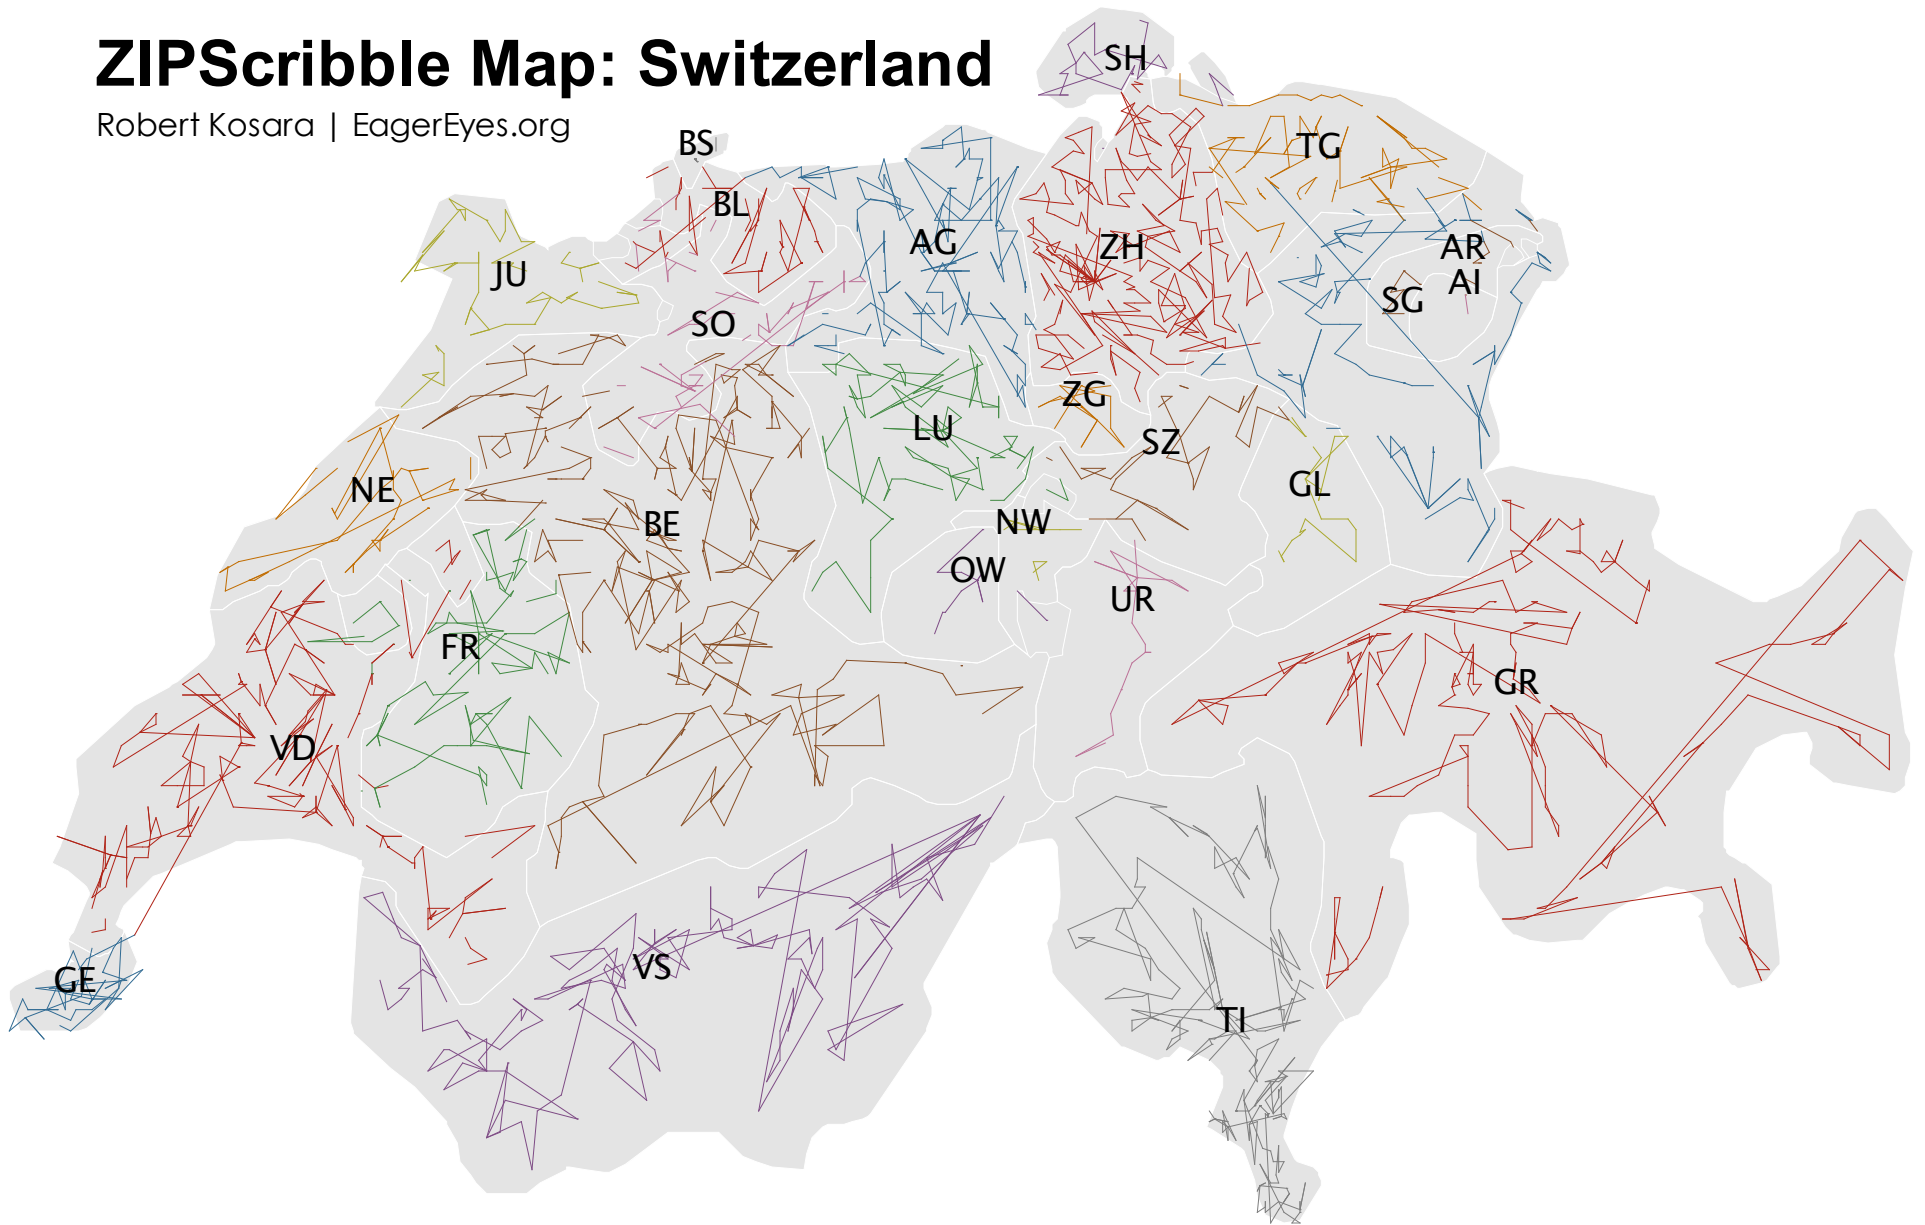 ZIPScribble Map: Switzerland
Robert Kosara | EagerEyes.org
SH
BS
TG
BL
AG
ZH
AR
JU
AI
SG
SO
ZG
LU
SZ
NE
GL
BE
NW
OW
UR
FR
GR
VD
GE
VS
TI